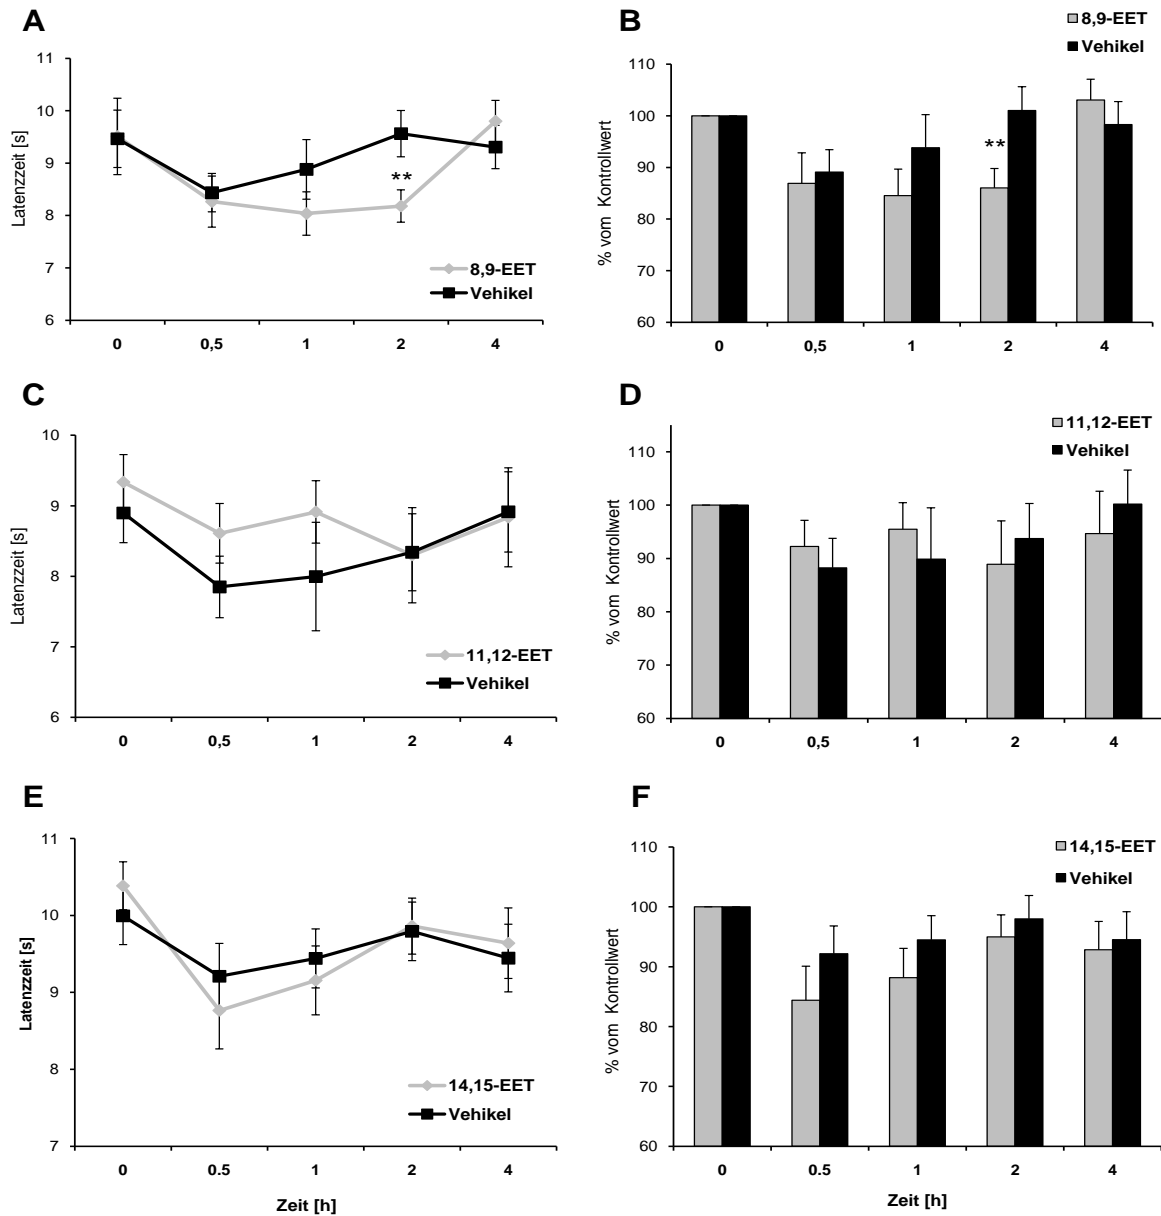 A
11
10
9
8
7
6
Latenzzeit [s]
**
8,9-EET
Vehikel
0 0,5 1 2 4
B
8,9-EET
Vehikel
110
100
90
80
70
60
% vom Kontrollwert
**
0 0,5 1 2 4
C
10
9
8
7
6
Latenzzeit [s]
11,12-EET
Vehikel
0 0,5 1 2 4
D
11,12-EET
Vehikel
110
100
90
80
70
60
% vom Kontrollwert
0 0,5 1 2 4
E
11
10
9
8
7
Latenzzeit [s]
14,15-EET
Vehikel
0 0.5 1 2 4
Zeit [h]
F
14,15-EET
Vehikel
110
100
90
80
70
60
% vom Kontrollwert
0 0.5 1 2 4
Zeit [h]